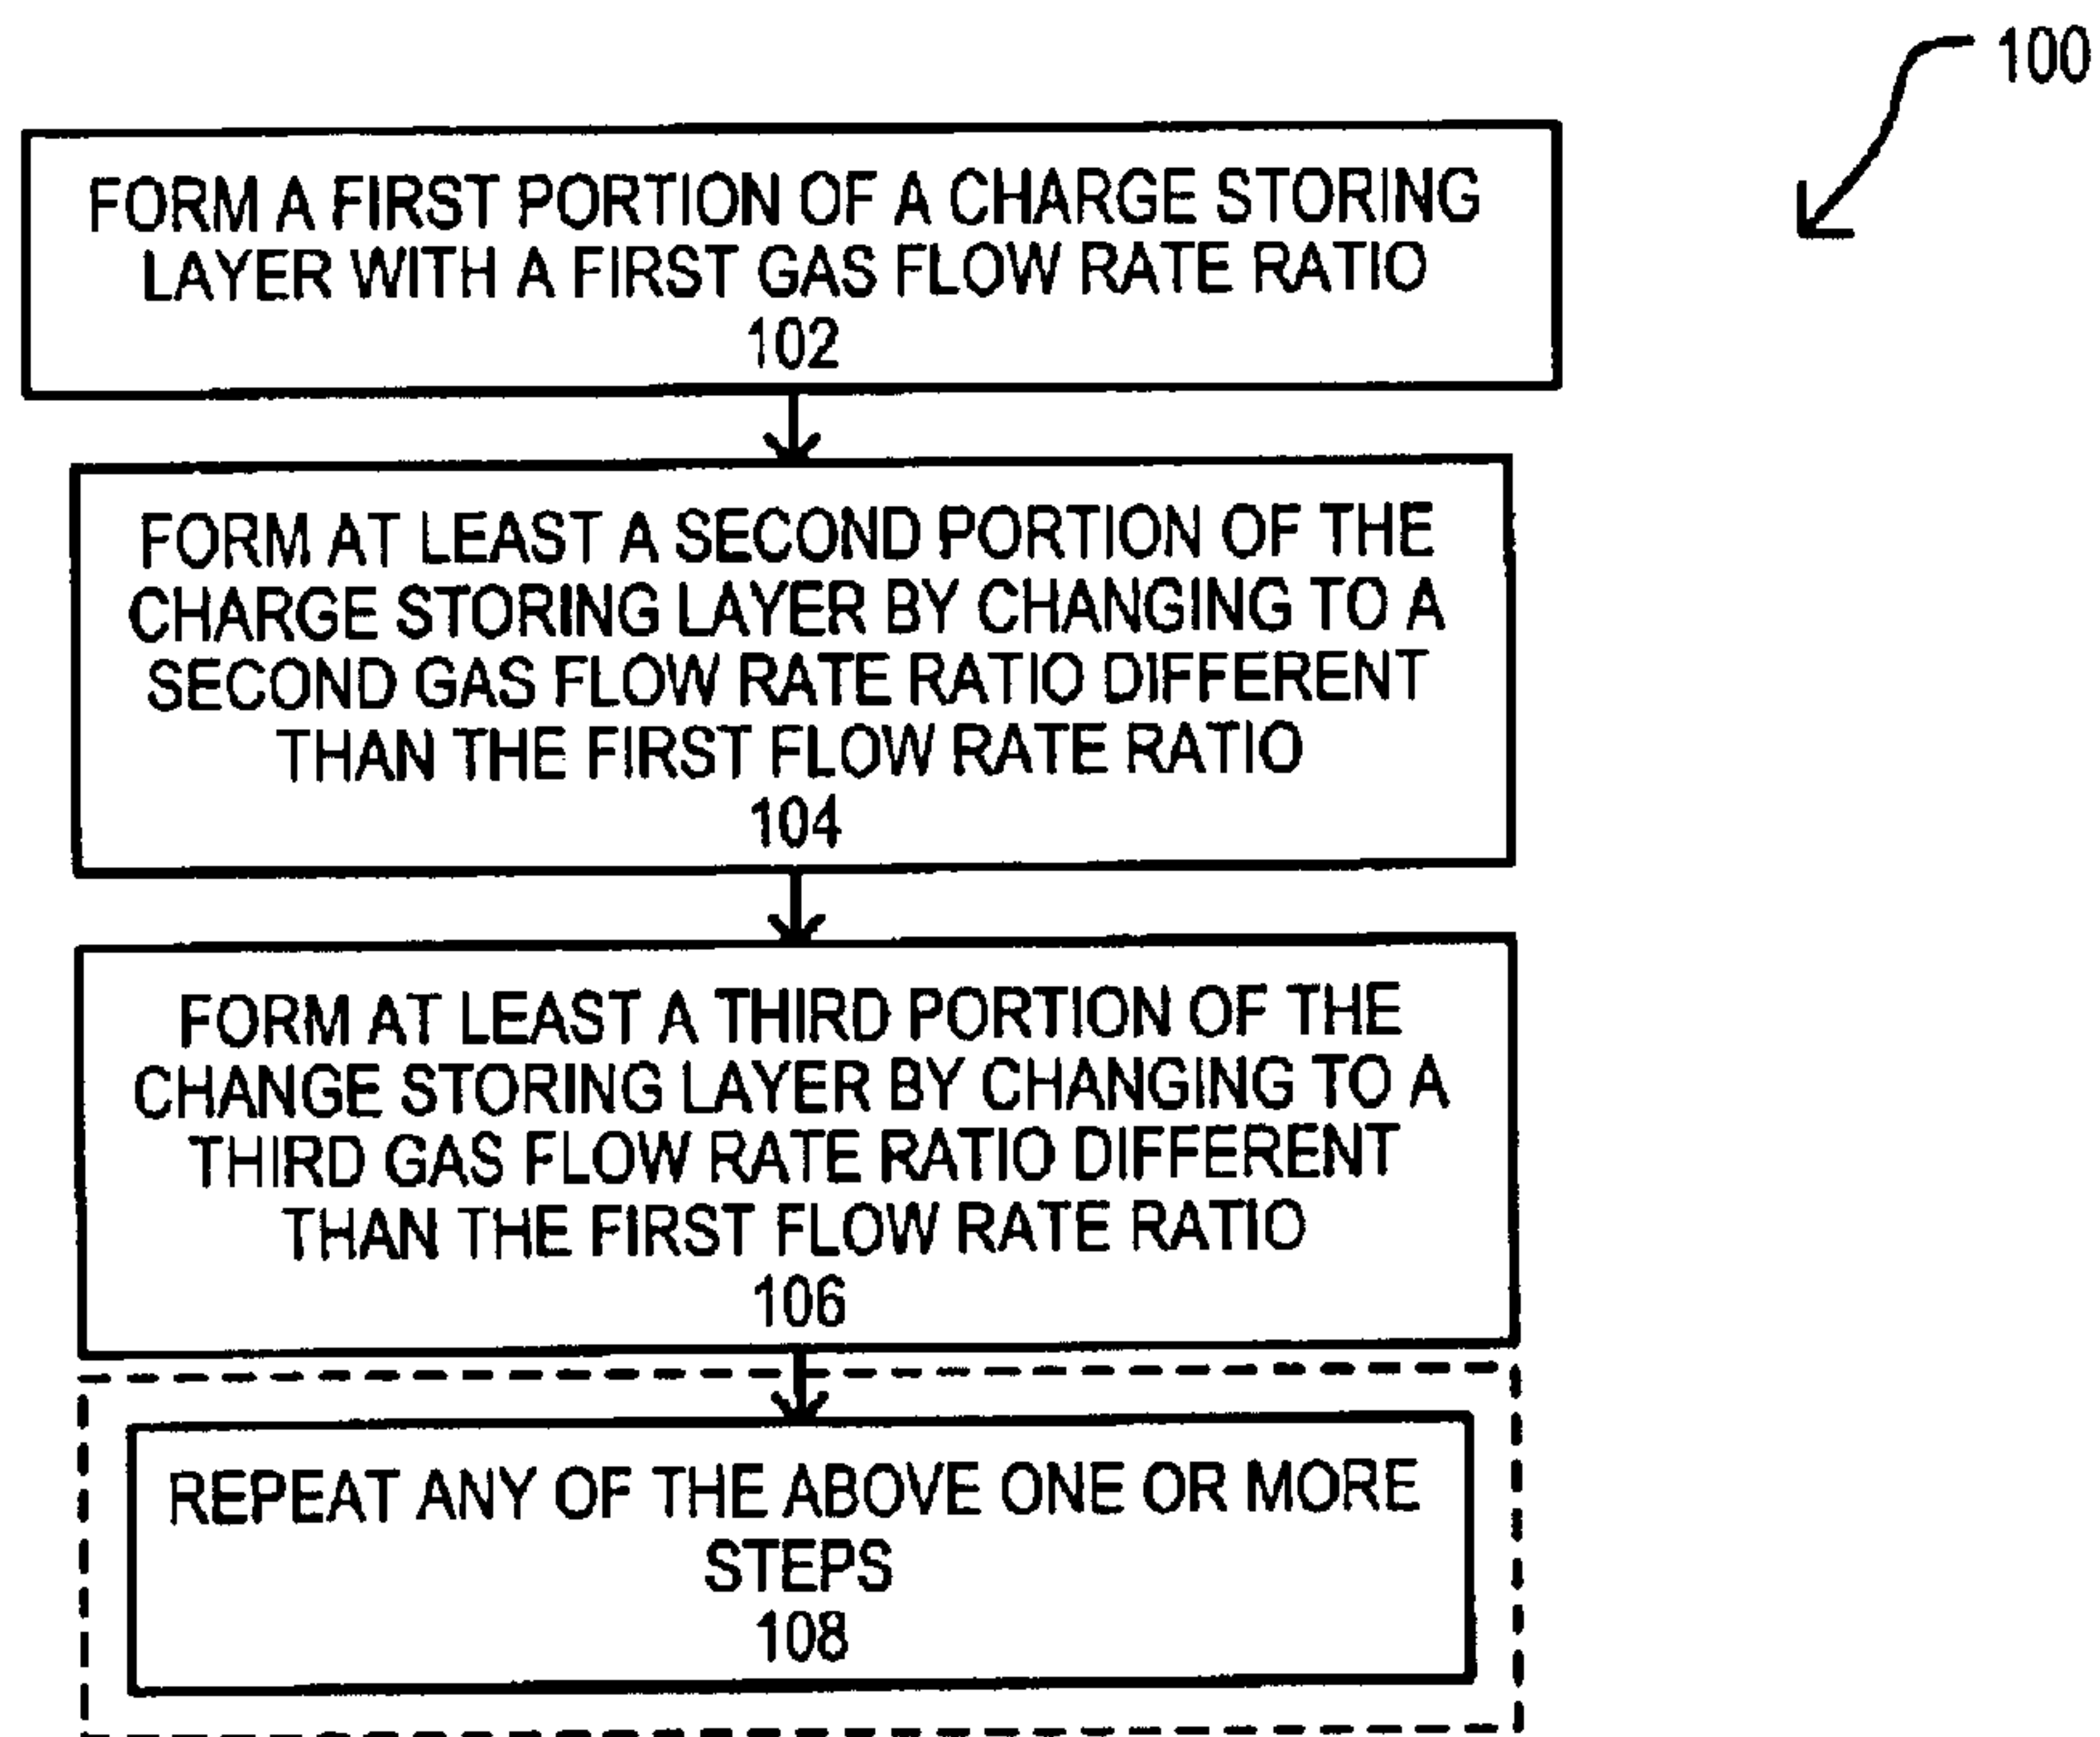 100
FORM A FIRST PORTION OF A CHARGE STORING
LAYER WITH A FIRST GAS FLOW RATE RATIO
102
FORM AT LEAST A SECOND PORTION OF THE
CHARGE STORING LAYER BY CHANGING TO A
SECOND GAS FLOW RATE RATIO DIFFERENT
THAN THE FIRST FLOW RATE RATIO
104
FORM AT LEAST A THIRD PORTION OF THE
CHANGE STORING LAYER BY CHANGING TO A
THIRD GAS FLOW RATE RATIO DIFFERENT
THAN THE FIRST FLOW RATE RATIO
106
REPEAT ANY OF THE ABOVE ONE OR MORE
STEPS
108